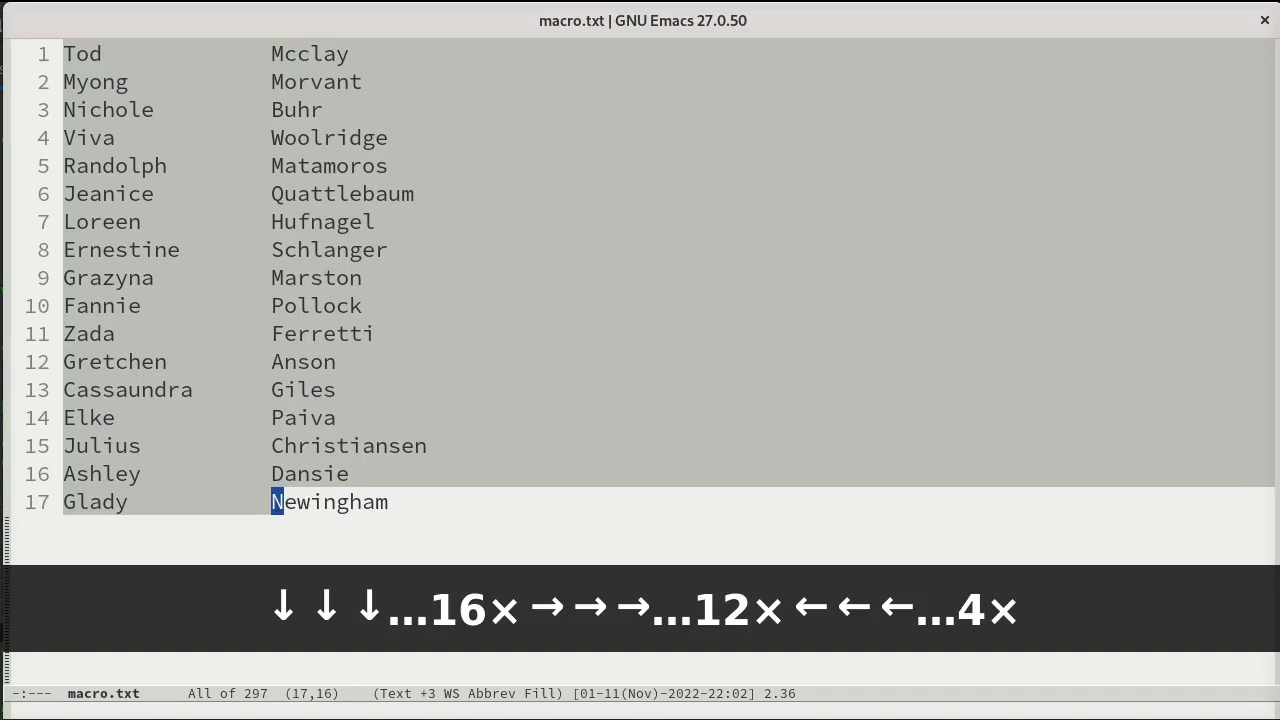 macro.txt | GNU Emacs 27.0.50 ×
1 Tod Mcclay
2 Myong Morvant
3 Nichole Buhr
4 Viva Woolridge
5 Randolph Matamoros
6 Jeanice Quattlebaum
7 Loreen Hufnagel
8 Ernestine Schlanger
9 Grazyna Marston
10 Fannie Pollock
11 Zada Ferretti
12 Gretchen Anson
13 Cassaundra Giles
14 Elke Paiva
15 Julius Christiansen
16 Ashley Dansie
17 Glady Newingham
↓ ↓ ↓...16× → → →...12× ← ← ←...4×
-:--- macro.txt All of 297 (17,16) (Text +3 WS Abbrev Fill) [01-11(Nov)-2022-22:02] 2.36